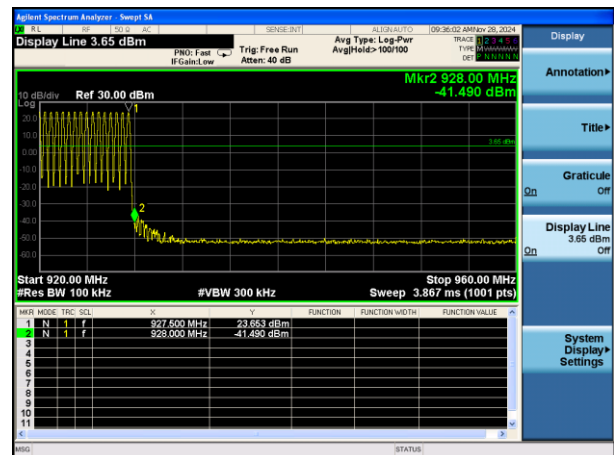 Agilent Spectrum Analyzer - Swept SA
RL RF 50 Ω AC SENSE:INT ALIGNAUTO 09:36:02 AM Nov 28, 2024
Display Line 3.65 dBm
PNO: Fast
IFGain:Low
Trig: Free Run
Atten: 40 dB
Avg Type: Log-Pwr
Avg|Hold:> 100/100
TRACE 1 2 3 4 5 6
TYPE
DET P N N N N N
Mkr2 928.00 MHz
-41.490 dBm
10 dB/div Ref 30.00 dBm
Log
20.0
10.0
0.00
-10.0
-20.0
-30.0
-40.0
-50.0
-60.0
1
2
3.65 dBm
Start 920.00 MHz Stop 960.00 MHz
#Res BW 100 kHz #VBW 300 kHz Sweep 3.867 ms (1001 pts)
MKR MODE TRC SCL X Y FUNCTION FUNCTION WIDTH FUNCTION VALUE
1 N 1 f 927.500 MHz 23.653 dBm
2 N 1 f 928.000 MHz -41.490 dBm
3
4
5
6
7
8
9
10
11
MSG STATUS
Display
Annotation
Title
Graticule
On Off
Display Line
3.65 dBm
On Off
System
Display
Settings